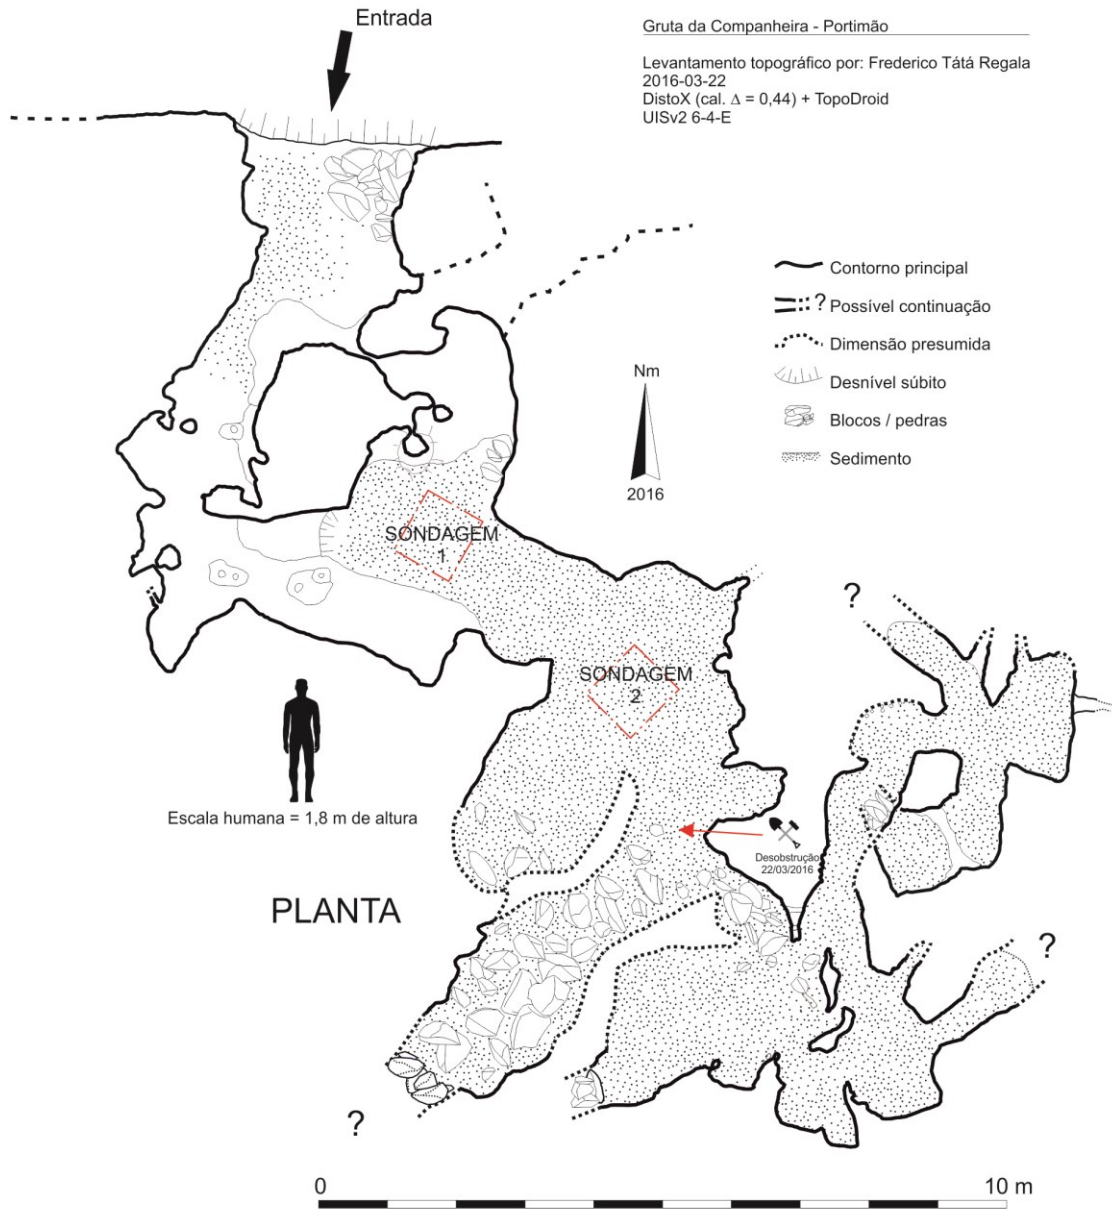 Entrada
Gruta da Companheira - Portimão
Levantamento topográfico por: Frederico Tátá Regala
2016-03-22
DistoX (cal. Δ = 0,44) + TopoDroid
UISv2 6-4-E
Contorno principal
? Possível continuação
Dimensão presumida
Desnível súbito
Blocos / pedras
Sedimento
Nm
2016
SONDAGEM
1
?
SONDAGEM
2
Escala humana = 1,8 m de altura
Desobstrução
22/03/2016
PLANTA
?
?
0
10 m